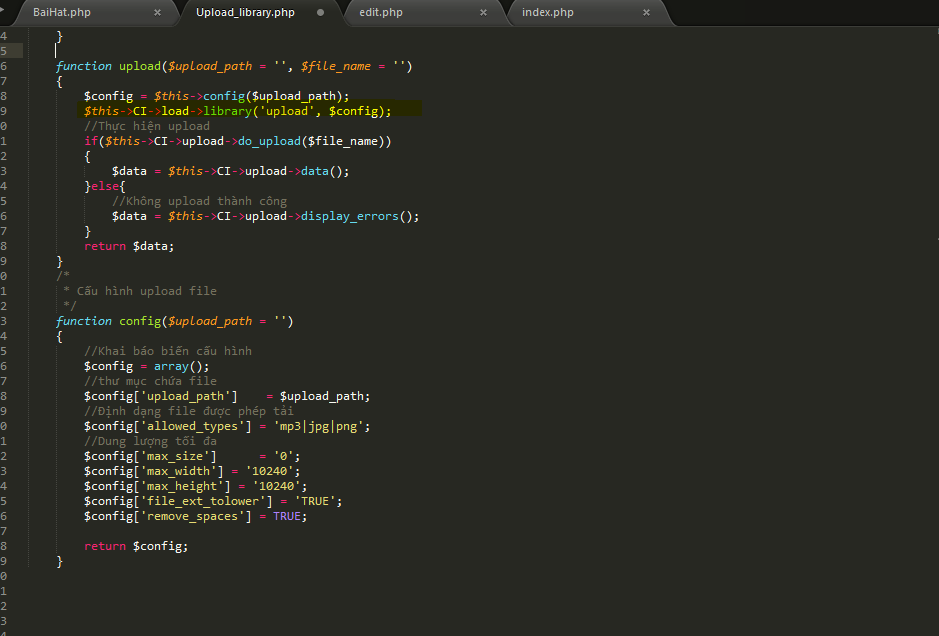 BaiHat.php × Upload_library.php edit.php × index.php ×
4 }
5
6 function upload($upload_path = '', $file_name = '')
7 {
8 $config = $this->config($upload_path);
9 $this->CI->load->library('upload', $config);
0 //Thực hiện upload
1 if($this->CI->upload->do_upload($file_name))
2 {
3 $data = $this->CI->upload->data();
4 }else{
5 //Không upload thành công
6 $data = $this->CI->upload->display_errors();
7 }
8 return $data;
9 }
0 /*
1 * Cấu hình upload file
2 */
3 function config($upload_path = '')
4 {
5 //Khai báo biến cấu hình
6 $config = array();
7 //thư mục chứa file
8 $config['upload_path'] = $upload_path;
9 //Định dạng file được phép tải
0 $config['allowed_types'] = 'mp3|jpg|png';
1 //Dung lượng tối đa
2 $config['max_size'] = '0';
3 $config['max_width'] = '10240';
4 $config['max_height'] = '10240';
5 $config['file_ext_tolower'] = 'TRUE';
6 $config['remove_spaces'] = TRUE;
7
8 return $config;
9 }
0
1
2
3
4